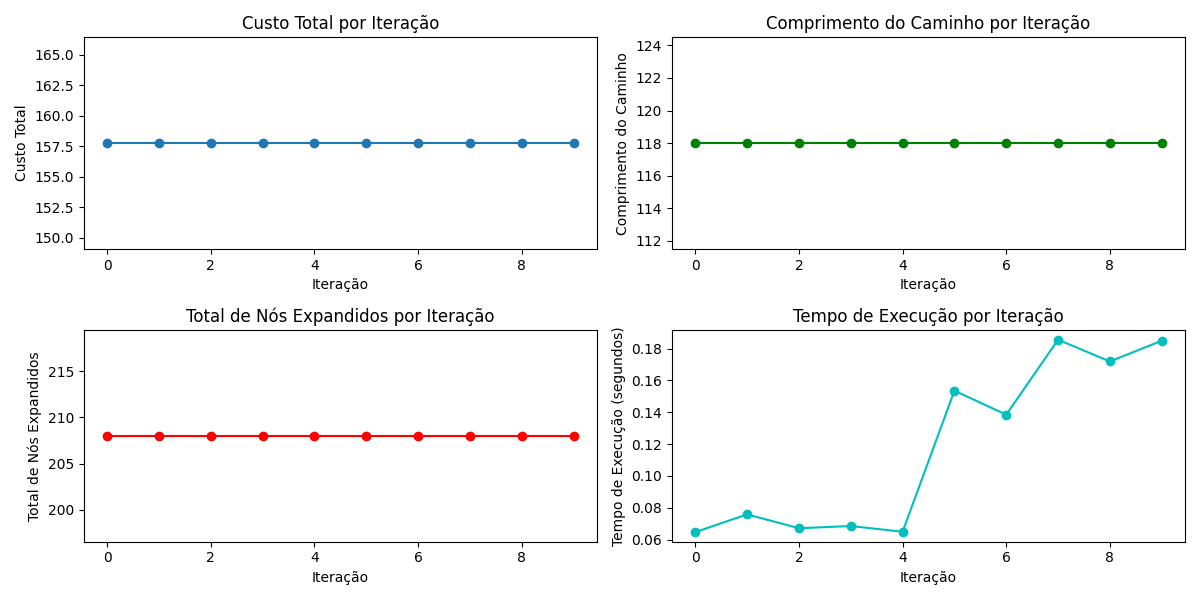 Custo Total por Iteração
Custo Total
165.0
162.5
160.0
157.5
155.0
152.5
150.0
0 2 4 6 8
Iteração
Comprimento do Caminho por Iteração
Comprimento do Caminho
124
122
120
118
116
114
112
0 2 4 6 8
Iteração
Total de Nós Expandidos por Iteração
Total de Nós Expandidos
215
210
205
200
0 2 4 6 8
Iteração
Tempo de Execução por Iteração
Tempo de Execução (segundos)
0.18
0.16
0.14
0.12
0.10
0.08
0.06
0 2 4 6 8
Iteração